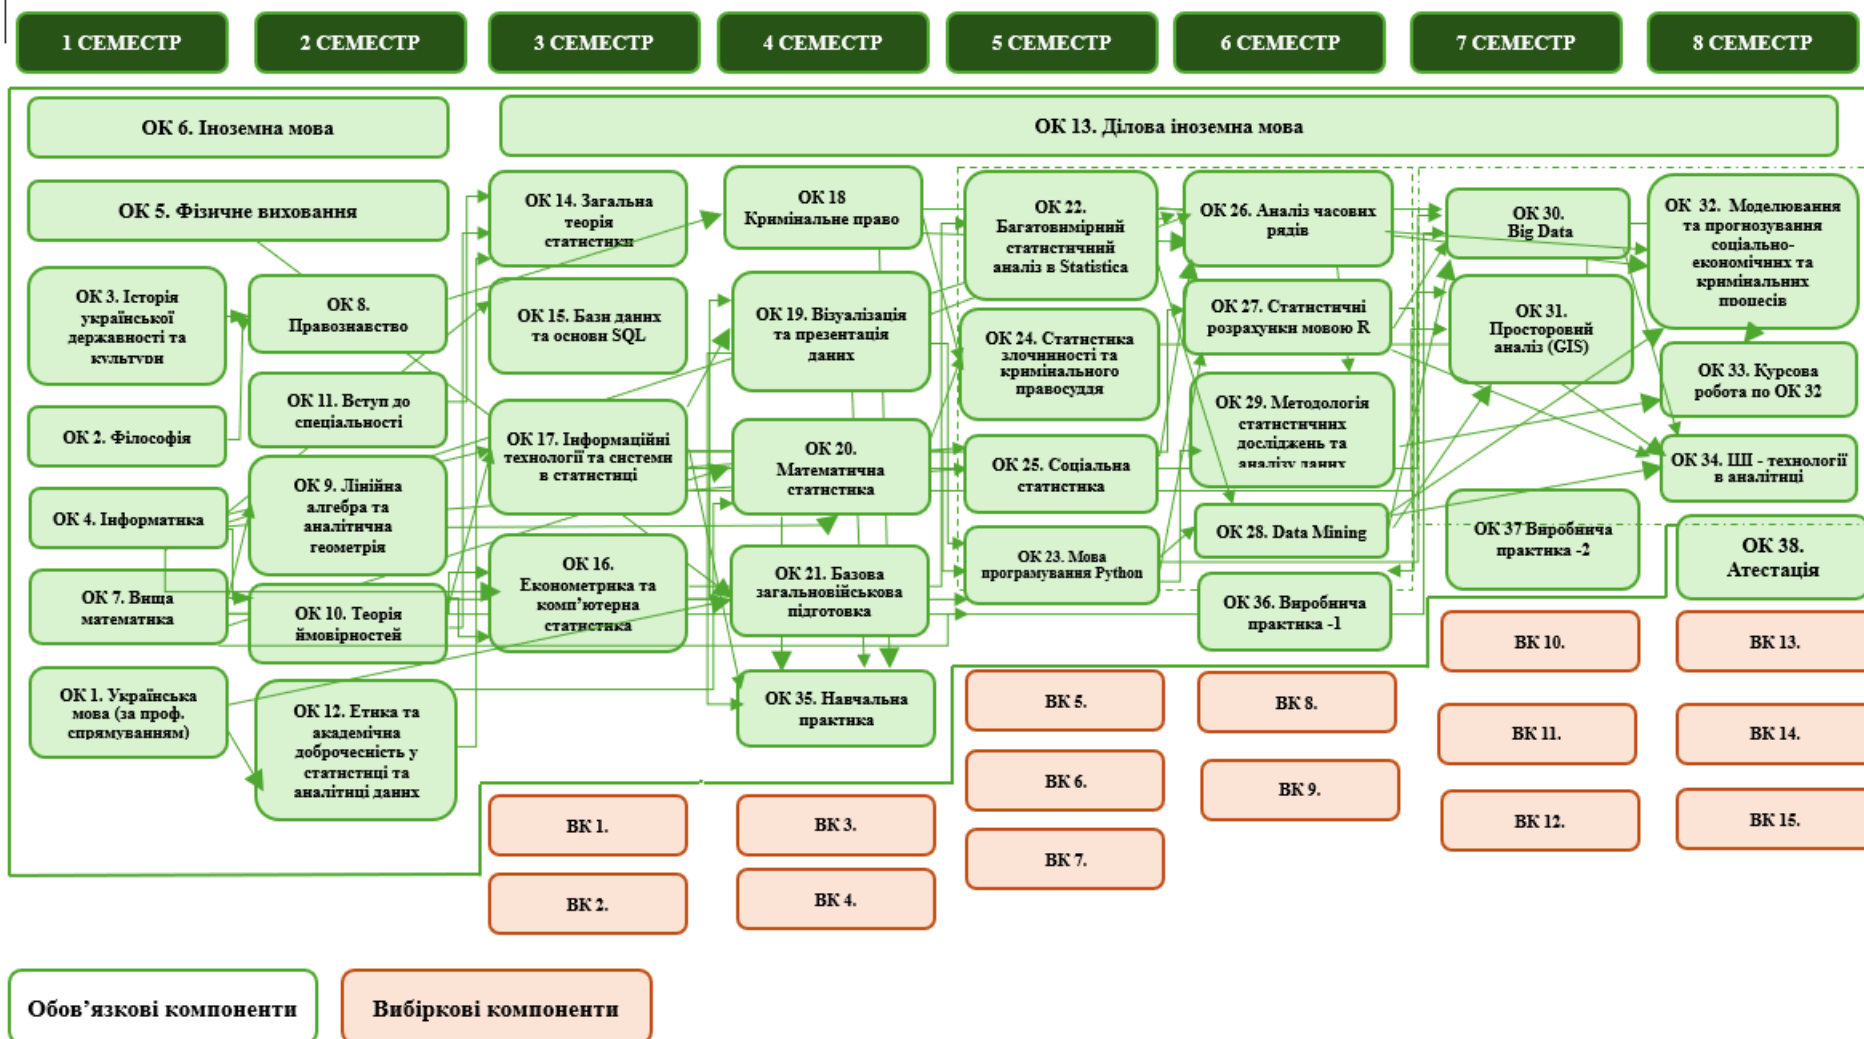 1 СЕМЕСТР
2 СЕМЕСТР
3 СЕМЕСТР
4 СЕМЕСТР
5 СЕМЕСТР
6 СЕМЕСТР
7 СЕМЕСТР
8 СЕМЕСТР
ОК 6. Іноземна мова
ОК 13. Ділова іноземна мова
ОК 5. Фізичне виховання
ОК 3. Історія
української
державності та
культури
ОК 2. Філософія
ОК 4. Інформатика
ОК 7. Вища
математика
ОК 1. Українська
мова (за проф.
спрямуванням)
ОК 8.
Правознавство
ОК 11. Вступ до
спеціальності
ОК 9. Лінійна
алгебра та
аналітична
геометрія
ОК 10. Теорія
ймовірностей
ОК 12. Етика та
академічна
доброчесність у
статистиці та
аналітиці даних
ОК 14. Загальна
теорія
статистики
ОК 15. Бази даних
та основи SQL
ОК 17. Інформаційні
технології та системи
в статистиці
ОК 16.
Економетрика та
комп’ютерна
статистика
ВК 1.
ВК 2.
ОК 18
Кримінальне право
ОК 19. Візуалізація
та презентація
даних
ОК 20.
Математична
статистика
ОК 21. Базова
загальновійськова
підготовка
ОК 35. Навчальна
практика
ВК 3.
ВК 4.
ОК 22.
Багатовимірний
статистичний
аналіз в Statistica
ОК 24. Статистика
злочинності та
кримінального
правосуддя
ОК 25. Соціальна
статистика
ОК 23. Мова
програмування Python
ВК 5.
ВК 6.
ВК 7.
ОК 26. Аналіз часових
рядів
ОК 27. Статистичні
розрахунки мовою R
ОК 29. Методологія
статистичних
досліджень та
аналізу даних
ОК 28. Data Mining
ОК 36. Виробнича
практика -1
ВК 8.
ВК 9.
ОК 30.
Big Data
ОК 31.
Просторовий
аналіз (GIS)
ОК 37 Виробнича
практика -2
ВК 10.
ВК 11.
ВК 12.
ОК 32. Моделювання
та прогнозування
соціально-
економічних та
кримінальних
процесів
ОК 33. Курсова
робота по ОК 32
ОК 34. ШІ - технології
в аналітиці
ОК 38.
Атестація
ВК 13.
ВК 14.
ВК 15.
Обов’язкові компоненти
Вибіркові компоненти